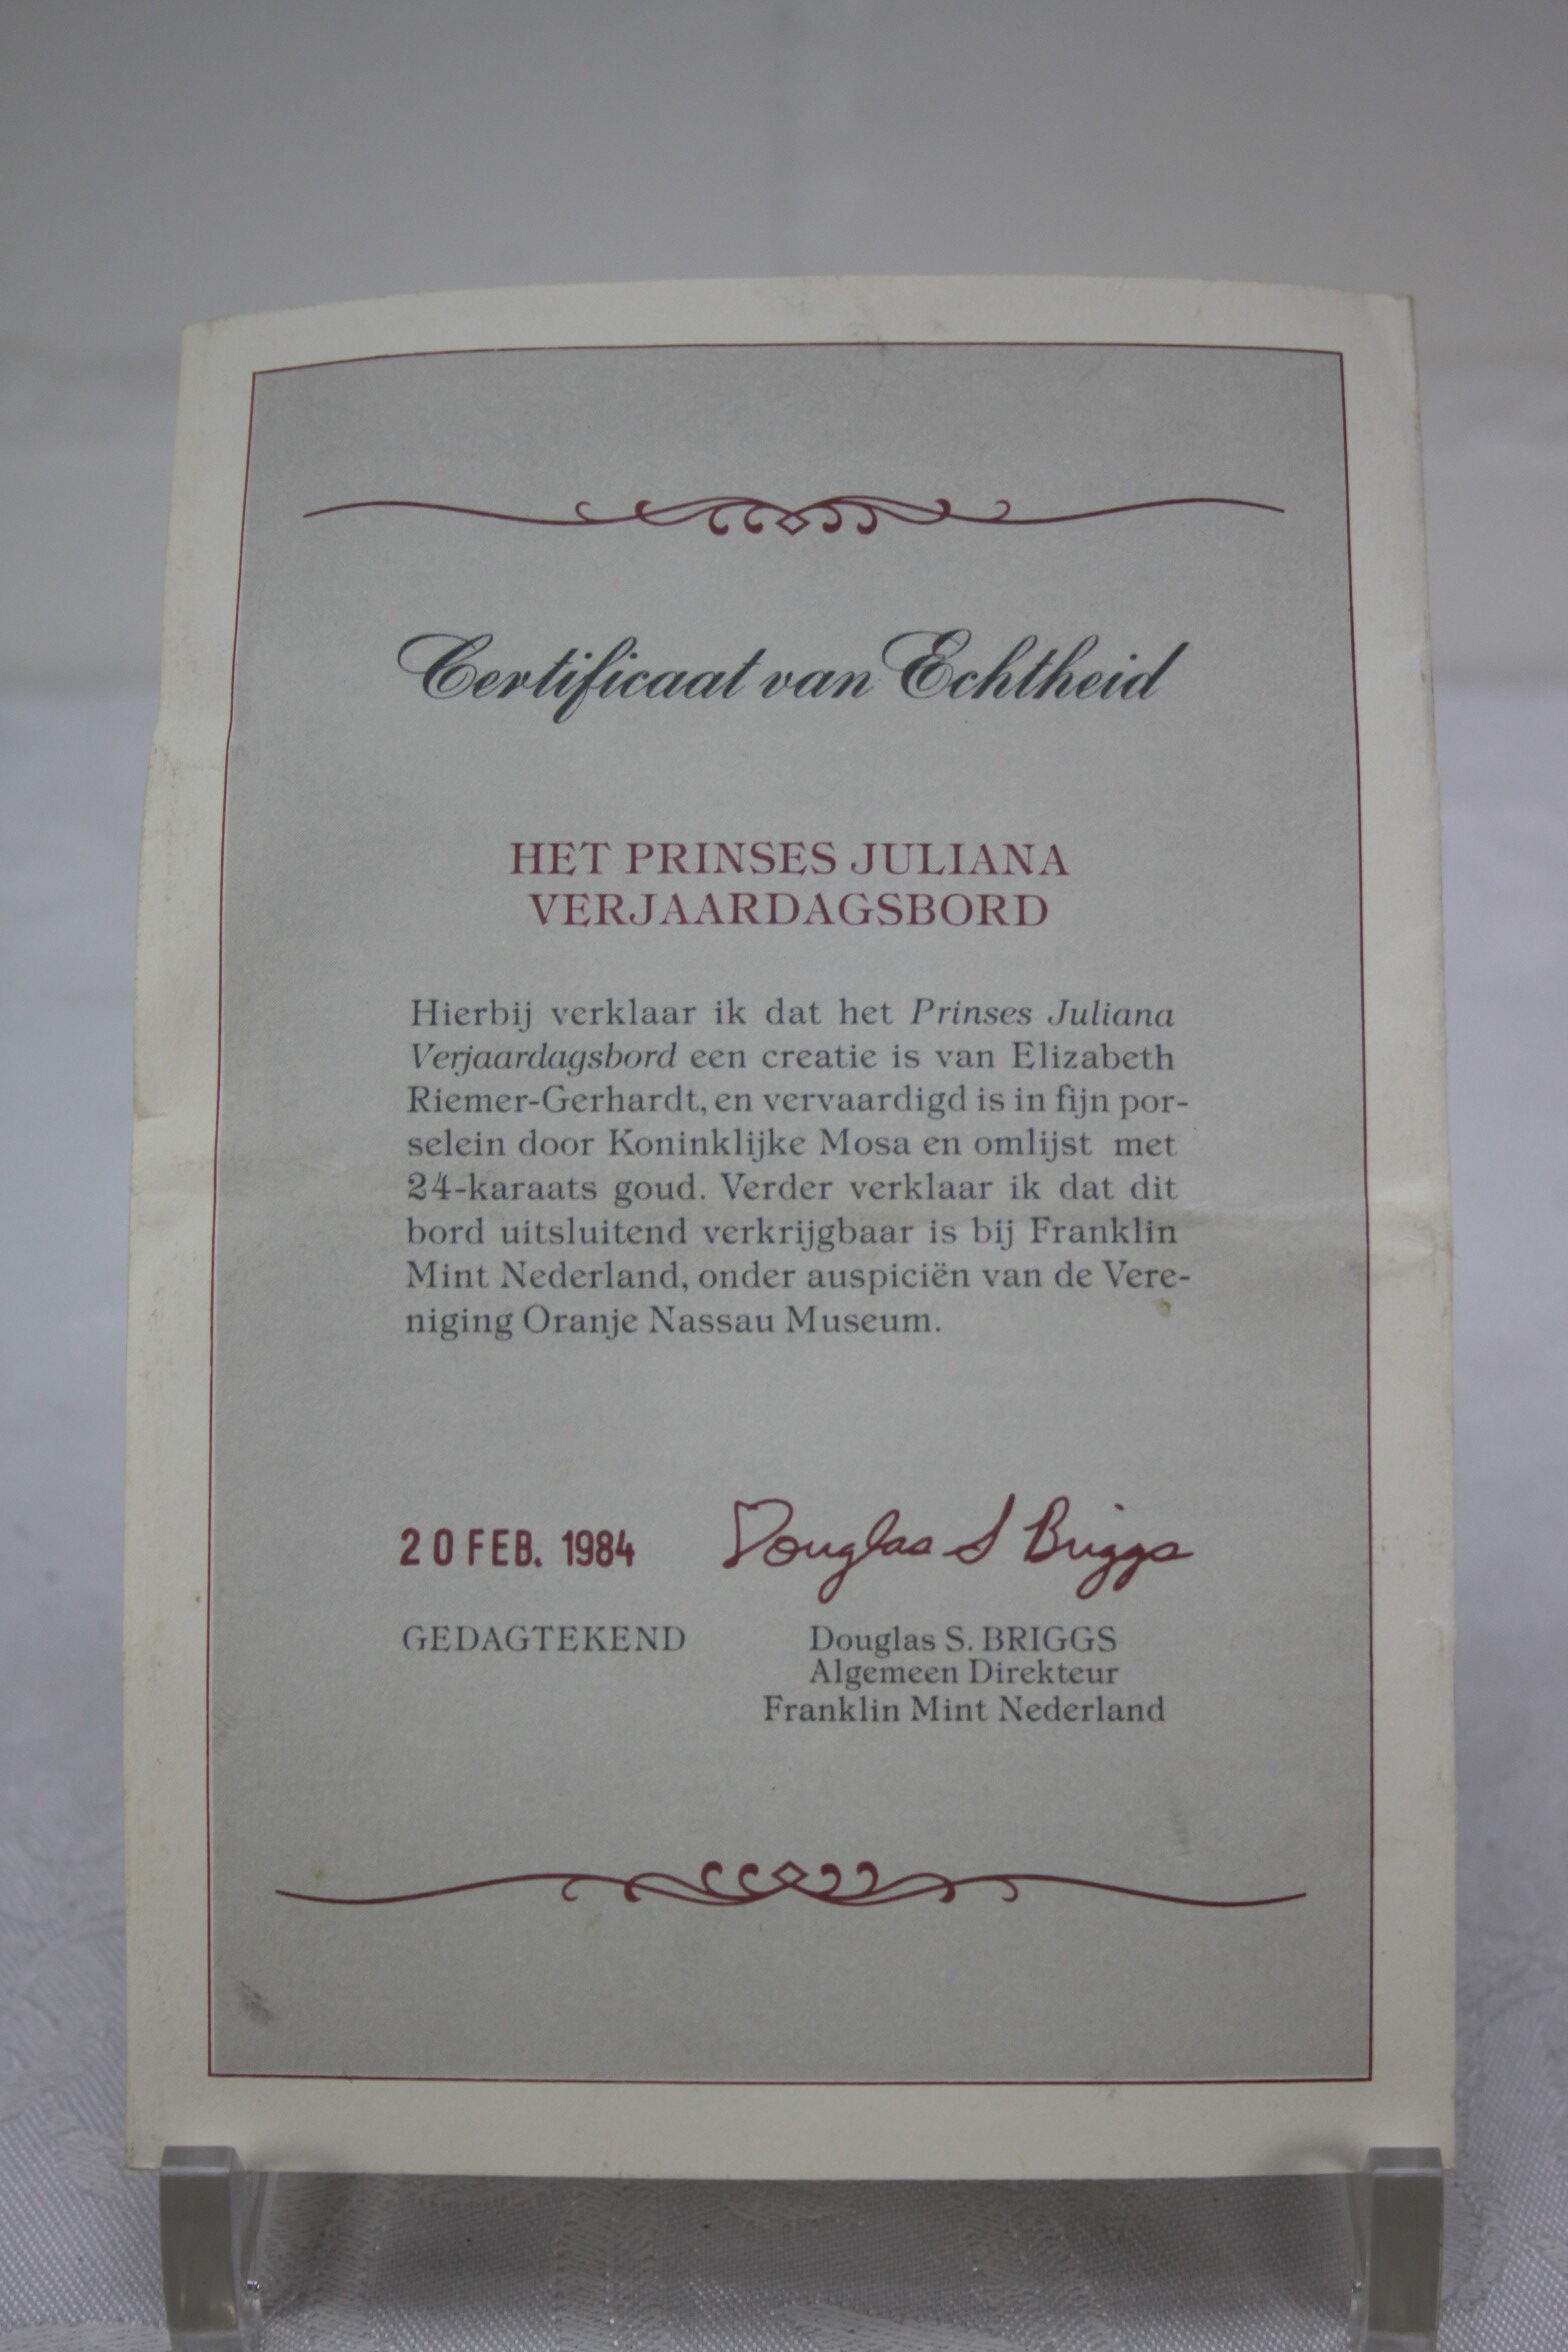 Certificaat van Echtheid
HET PRINSES JULIANA
VERJAARDAGSBORD
Hierbij verklaar ik dat het Prinses Juliana
Verjaardagsbord een creatie is van Elizabeth
Riemer-Gerhardt, en vervaardigd is in fijn por-
selein door Koninklijke Mosa en omlijst met
24-karaats goud. Verder verklaar ik dat dit
bord uitsluitend verkrijgbaar is bij Franklin
Mint Nederland, onder auspiciën van de Vere-
niging Oranje Nassau Museum.
20 FEB. 1984 Douglas S Briggs
GEDAGTEKEND Douglas S. BRIGGS
Algemeen Direkteur
Franklin Mint Nederland